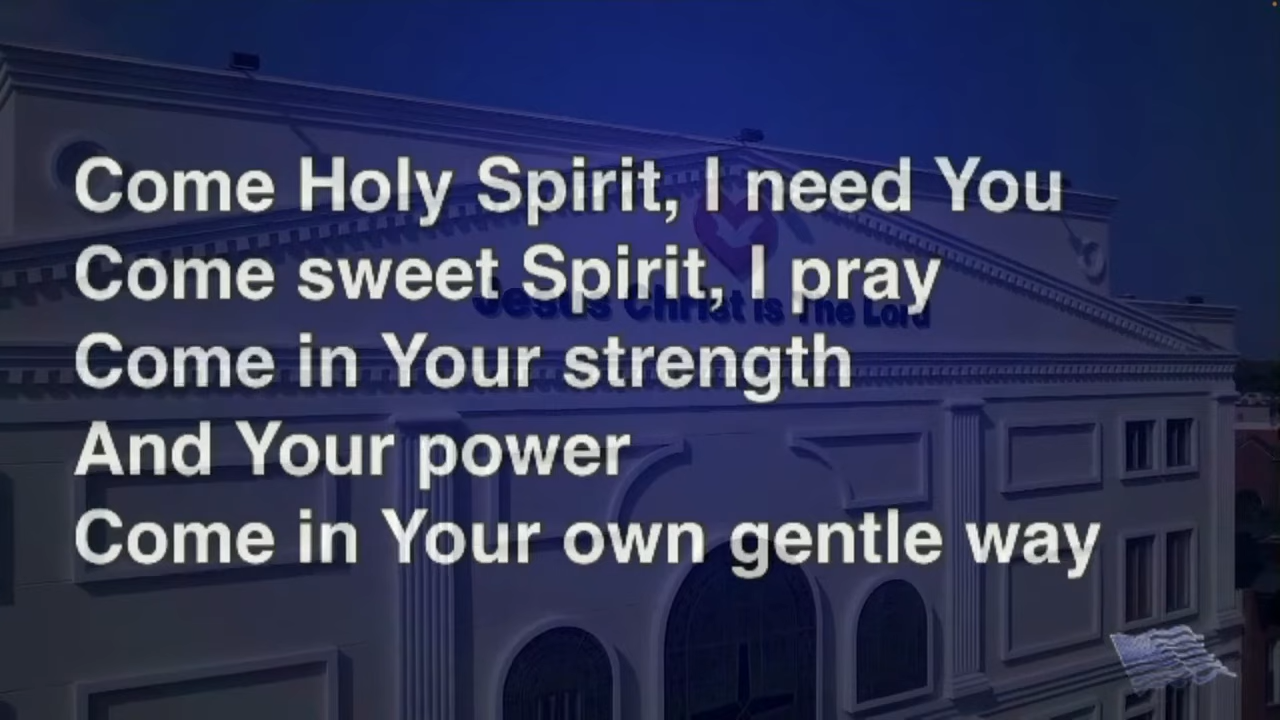 Come Holy Spirit, I need You
Come sweet Spirit, I pray
Jesus Christ is The Lord
Come in Your strength
And Your power
Come in Your own gentle way